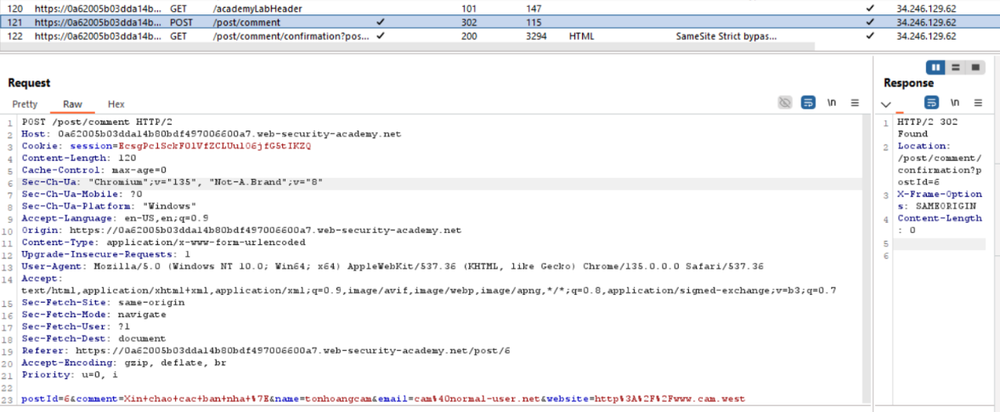 120 https://0a62005b03dda14b... GET /academyLabHeader 101 147 ✓ 34.246.129.62
121 https://0a62005b03dda14b... POST /post/comment ✓ 302 115 ✓ 34.246.129.62
122 https://0a62005b03dda14b... GET /post/comment/confirmation?pos... ✓ 200 3294 HTML SameSite Strict bypas... ✓ 34.246.129.62
Request
Pretty Raw Hex
\n
1 POST /post/comment HTTP/2
2 Host: 0a62005b03dda14b80bdf497006600a7.web-security-academy.net
3 Cookie: session=EcsgPclSckF0lVfZCLUul06jfG5tIKZQ
4 Content-Length: 120
5 Cache-Control: max-age=0
6 Sec-Ch-Ua: "Chromium";v="135", "Not-A.Brand";v="8"
7 Sec-Ch-Ua-Mobile: ?0
8 Sec-Ch-Ua-Platform: "Windows"
9 Accept-Language: en-US,en;q=0.9
10 Origin: https://0a62005b03dda14b80bdf497006600a7.web-security-academy.net
11 Content-Type: application/x-www-form-urlencoded
12 Upgrade-Insecure-Requests: 1
13 User-Agent: Mozilla/5.0 (Windows NT 10.0; Win64; x64) AppleWebKit/537.36 (KHTML, like Gecko) Chrome/135.0.0.0 Safari/537.36
14 Accept:
text/html,application/xhtml+xml,application/xml;q=0.9,image/avif,image/webp,image/apng,*/*;q=0.8,application/signed-exchange;v=b3;q=0.7
15 Sec-Fetch-Site: same-origin
16 Sec-Fetch-Mode: navigate
17 Sec-Fetch-User: ?1
18 Sec-Fetch-Dest: document
19 Referer: https://0a62005b03dda14b80bdf497006600a7.web-security-academy.net/post/6
20 Accept-Encoding: gzip, deflate, br
21 Priority: u=0, i
22
23 postId=6&comment=Xin+chao+cac+ban+nha+%7E&name=tonhoangcam&email=cam%40normal-user.net&website=http%3A%2F%2Fwww.cam.west
Response
\n
1 HTTP/2 302
Found
2 Location:
/post/comment/
confirmation?p
ostId=6
3 X-Frame-Option
s: SAMEORIGIN
4 Content-Length
: 0
5
6